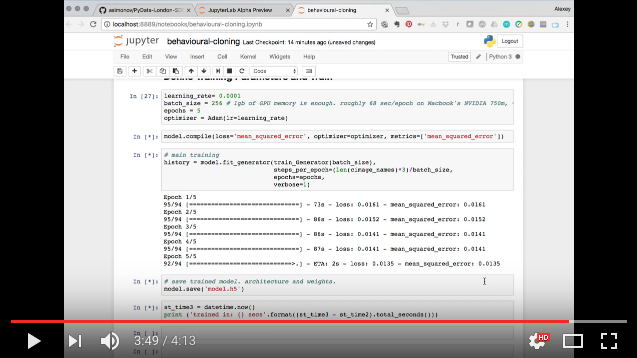 asimonov/PyData-London-SD
JupyterLab Alpha Preview
behavioural-cloning
Alexey
localhost:8889/notebooks/behavioural-cloning.ipynb
jupyter behavioural-cloning Last Checkpoint: 14 minutes ago (unsaved changes)
Logout
File Edit View Insert Cell Kernel Widgets Help
Trusted
Python 3
Code
Define Training Parameters and Train
In [27]: learning_rate= 0.0001
batch_size = 256 # 1gb of GPU memory is enough. roughly 68 sec/epoch on Macbook's NVIDIA 750m,
epochs = 5
optimizer = Adam(lr=learning_rate)
In [*]: model.compile(loss='mean_squared_error', optimizer=optimizer, metrics=['mean_squared_error'])
In [*]: # main training
history = model.fit_generator(train_generator(batch_size),
steps_per_epoch=(len(cimage_names)*3)/batch_size,
epochs=epochs,
verbose=1)
Epoch 1/5
95/94 [==============================] - 73s - loss: 0.0161 - mean_squared_error: 0.0161
Epoch 2/5
95/94 [==============================] - 86s - loss: 0.0152 - mean_squared_error: 0.0152
Epoch 3/5
95/94 [==============================] - 86s - loss: 0.0141 - mean_squared_error: 0.0141
Epoch 4/5
95/94 [==============================] - 87s - loss: 0.0141 - mean_squared_error: 0.0141
Epoch 5/5
92/94 [============================>.] - ETA: 2s - loss: 0.0135 - mean_squared_error: 0.0135
In [*]: # save trained model. architecture and weights.
model.save('model.h5')
In [*]: st_time3 = datetime.now()
print ('trained in: {} secs'.format((st_time3 - st_time2).total_seconds()))
In [ ]:
3:49 / 4:13
HD